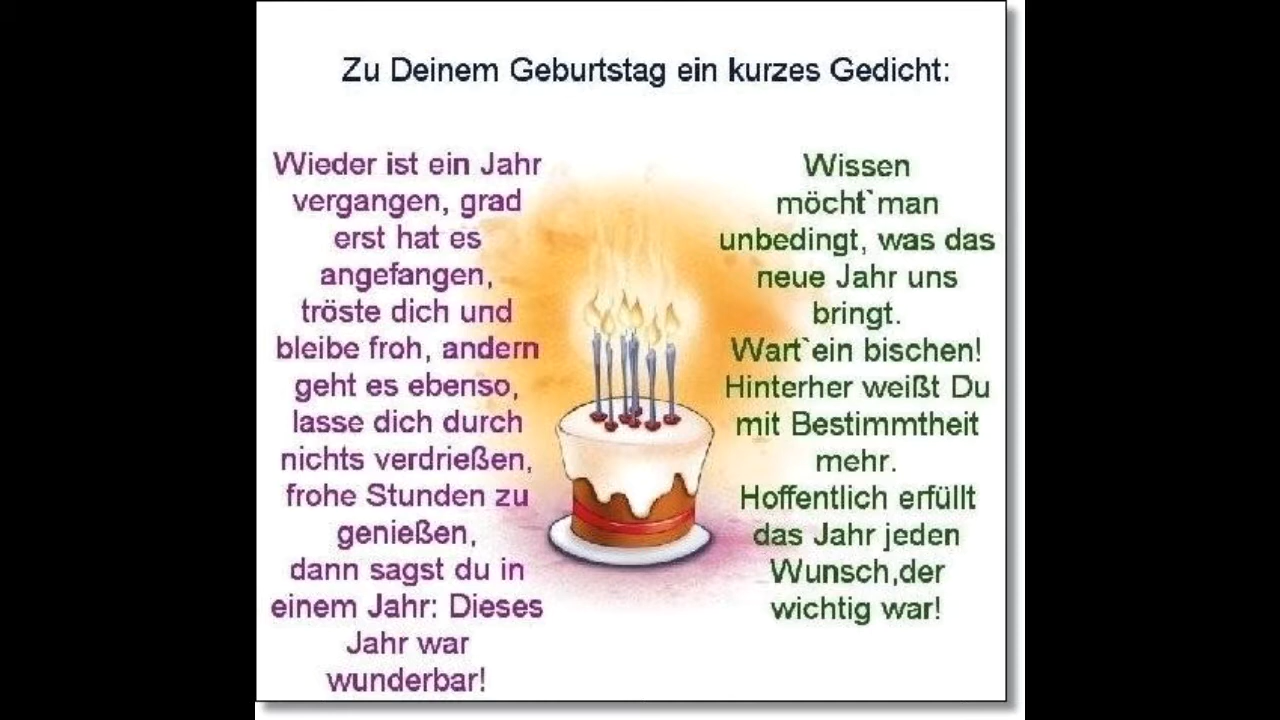 Zu Deinem Geburtstag ein kurzes Gedicht:
Wieder ist ein Jahr
vergangen, grad
erst hat es
angefangen,
tröste dich und
bleibe froh, andern
geht es ebenso,
lasse dich durch
nichts verdrießen,
frohe Stunden zu
genießen,
dann sagst du in
einem Jahr: Dieses
Jahr war
wunderbar!
Wissen
möcht`man
unbedingt, was das
neue Jahr uns
bringt.
Wart`ein bischen!
Hinterher weißt Du
mit Bestimmtheit
mehr.
Hoffentlich erfüllt
das Jahr jeden
Wunsch,der
wichtig war!